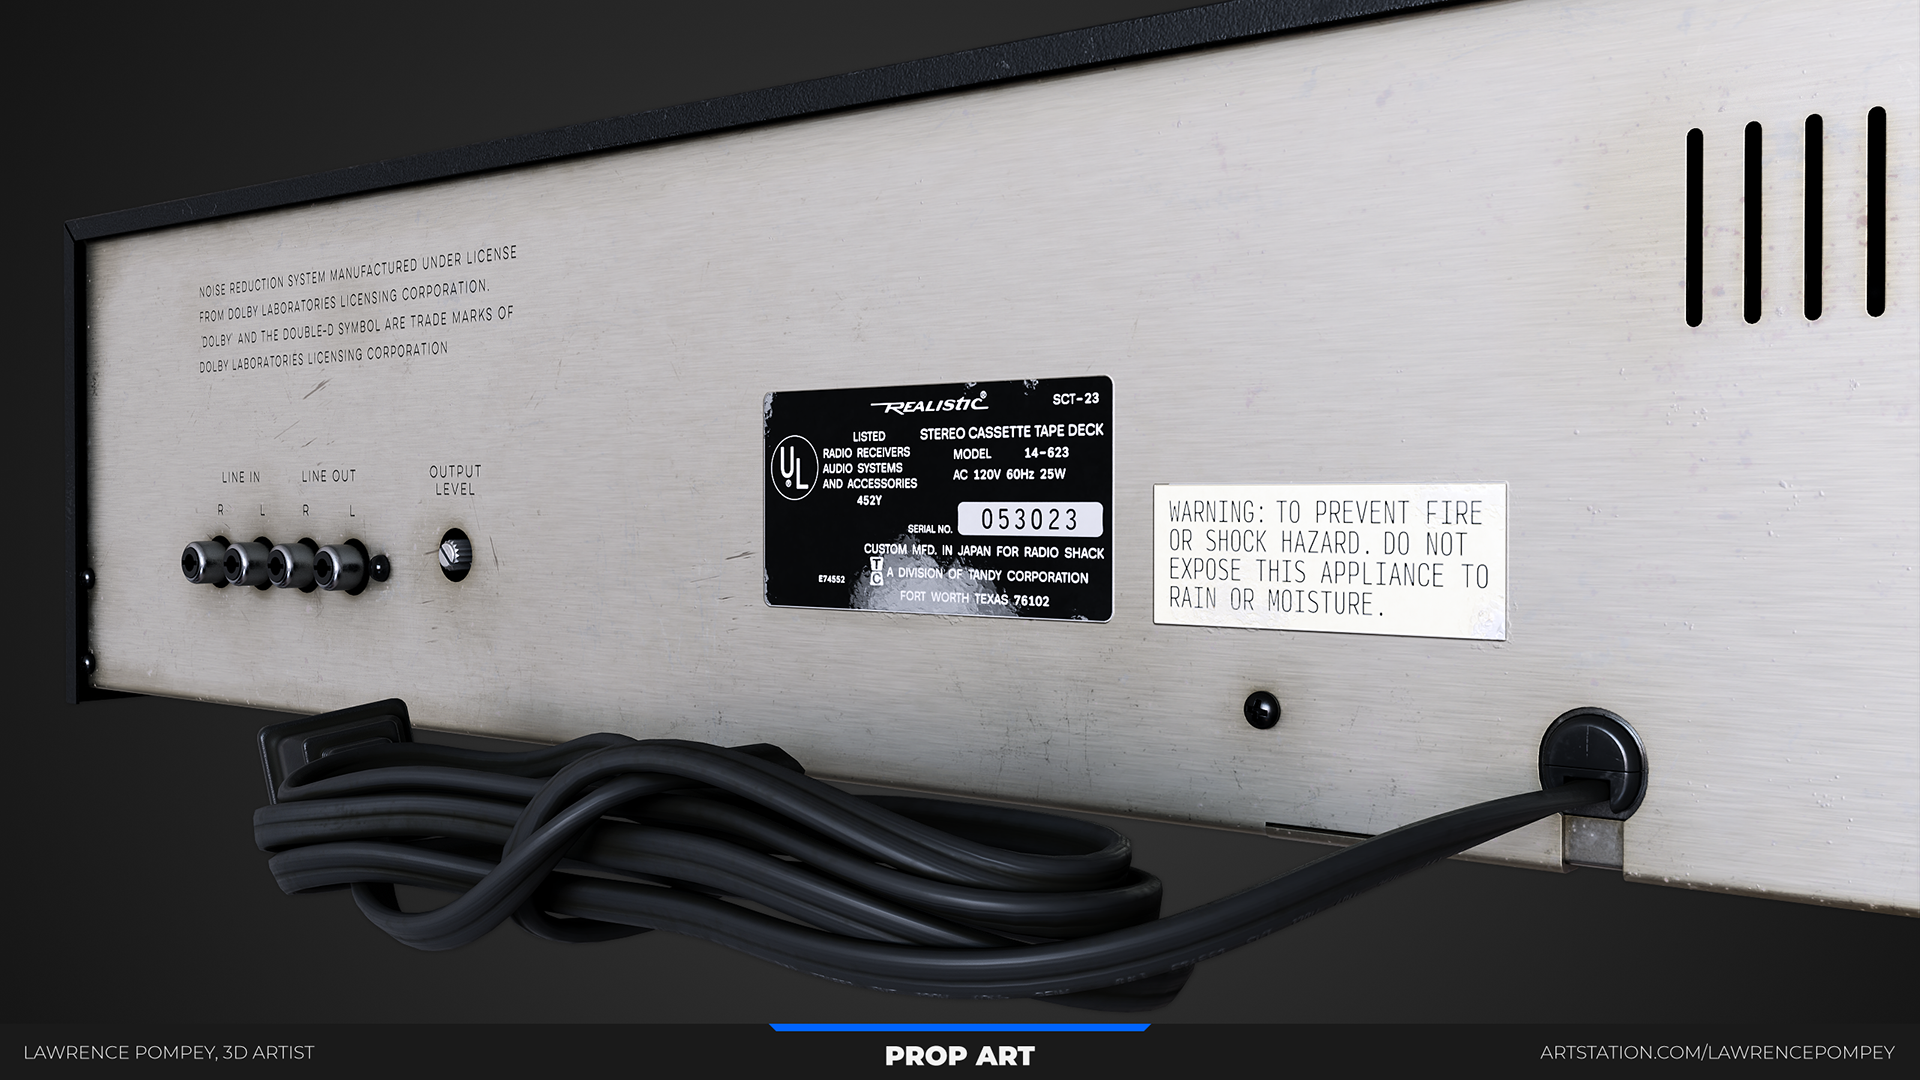 NOISE REDUCTION SYSTEM MANUFACTURED UNDER LICENSE
FROM DOLBY LABORATORIES LICENSING CORPORATION.
'DOLBY' AND THE DOUBLE-D SYMBOL ARE TRADE MARKS OF
DOLBY LABORATORIES LICENSING CORPORATION
LINE IN
LINE OUT
OUTPUT
LEVEL
R L R L
REALISTIC®
SCT-23
UL®
LISTED
RADIO RECEIVERS
AUDIO SYSTEMS
AND ACCESSORIES
452Y
STEREO CASSETTE TAPE DECK
MODEL 14-623
AC 120V 60Hz 25W
SERIAL NO. 053023
CUSTOM MFD. IN JAPAN FOR RADIO SHACK
E74552
TC A DIVISION OF TANDY CORPORATION
FORT WORTH TEXAS 76102
WARNING: TO PREVENT FIRE
OR SHOCK HAZARD. DO NOT
EXPOSE THIS APPLIANCE TO
RAIN OR MOISTURE.
LAWRENCE POMPEY, 3D ARTIST
PROP ART
ARTSTATION.COM/LAWRENCEPOMPEY